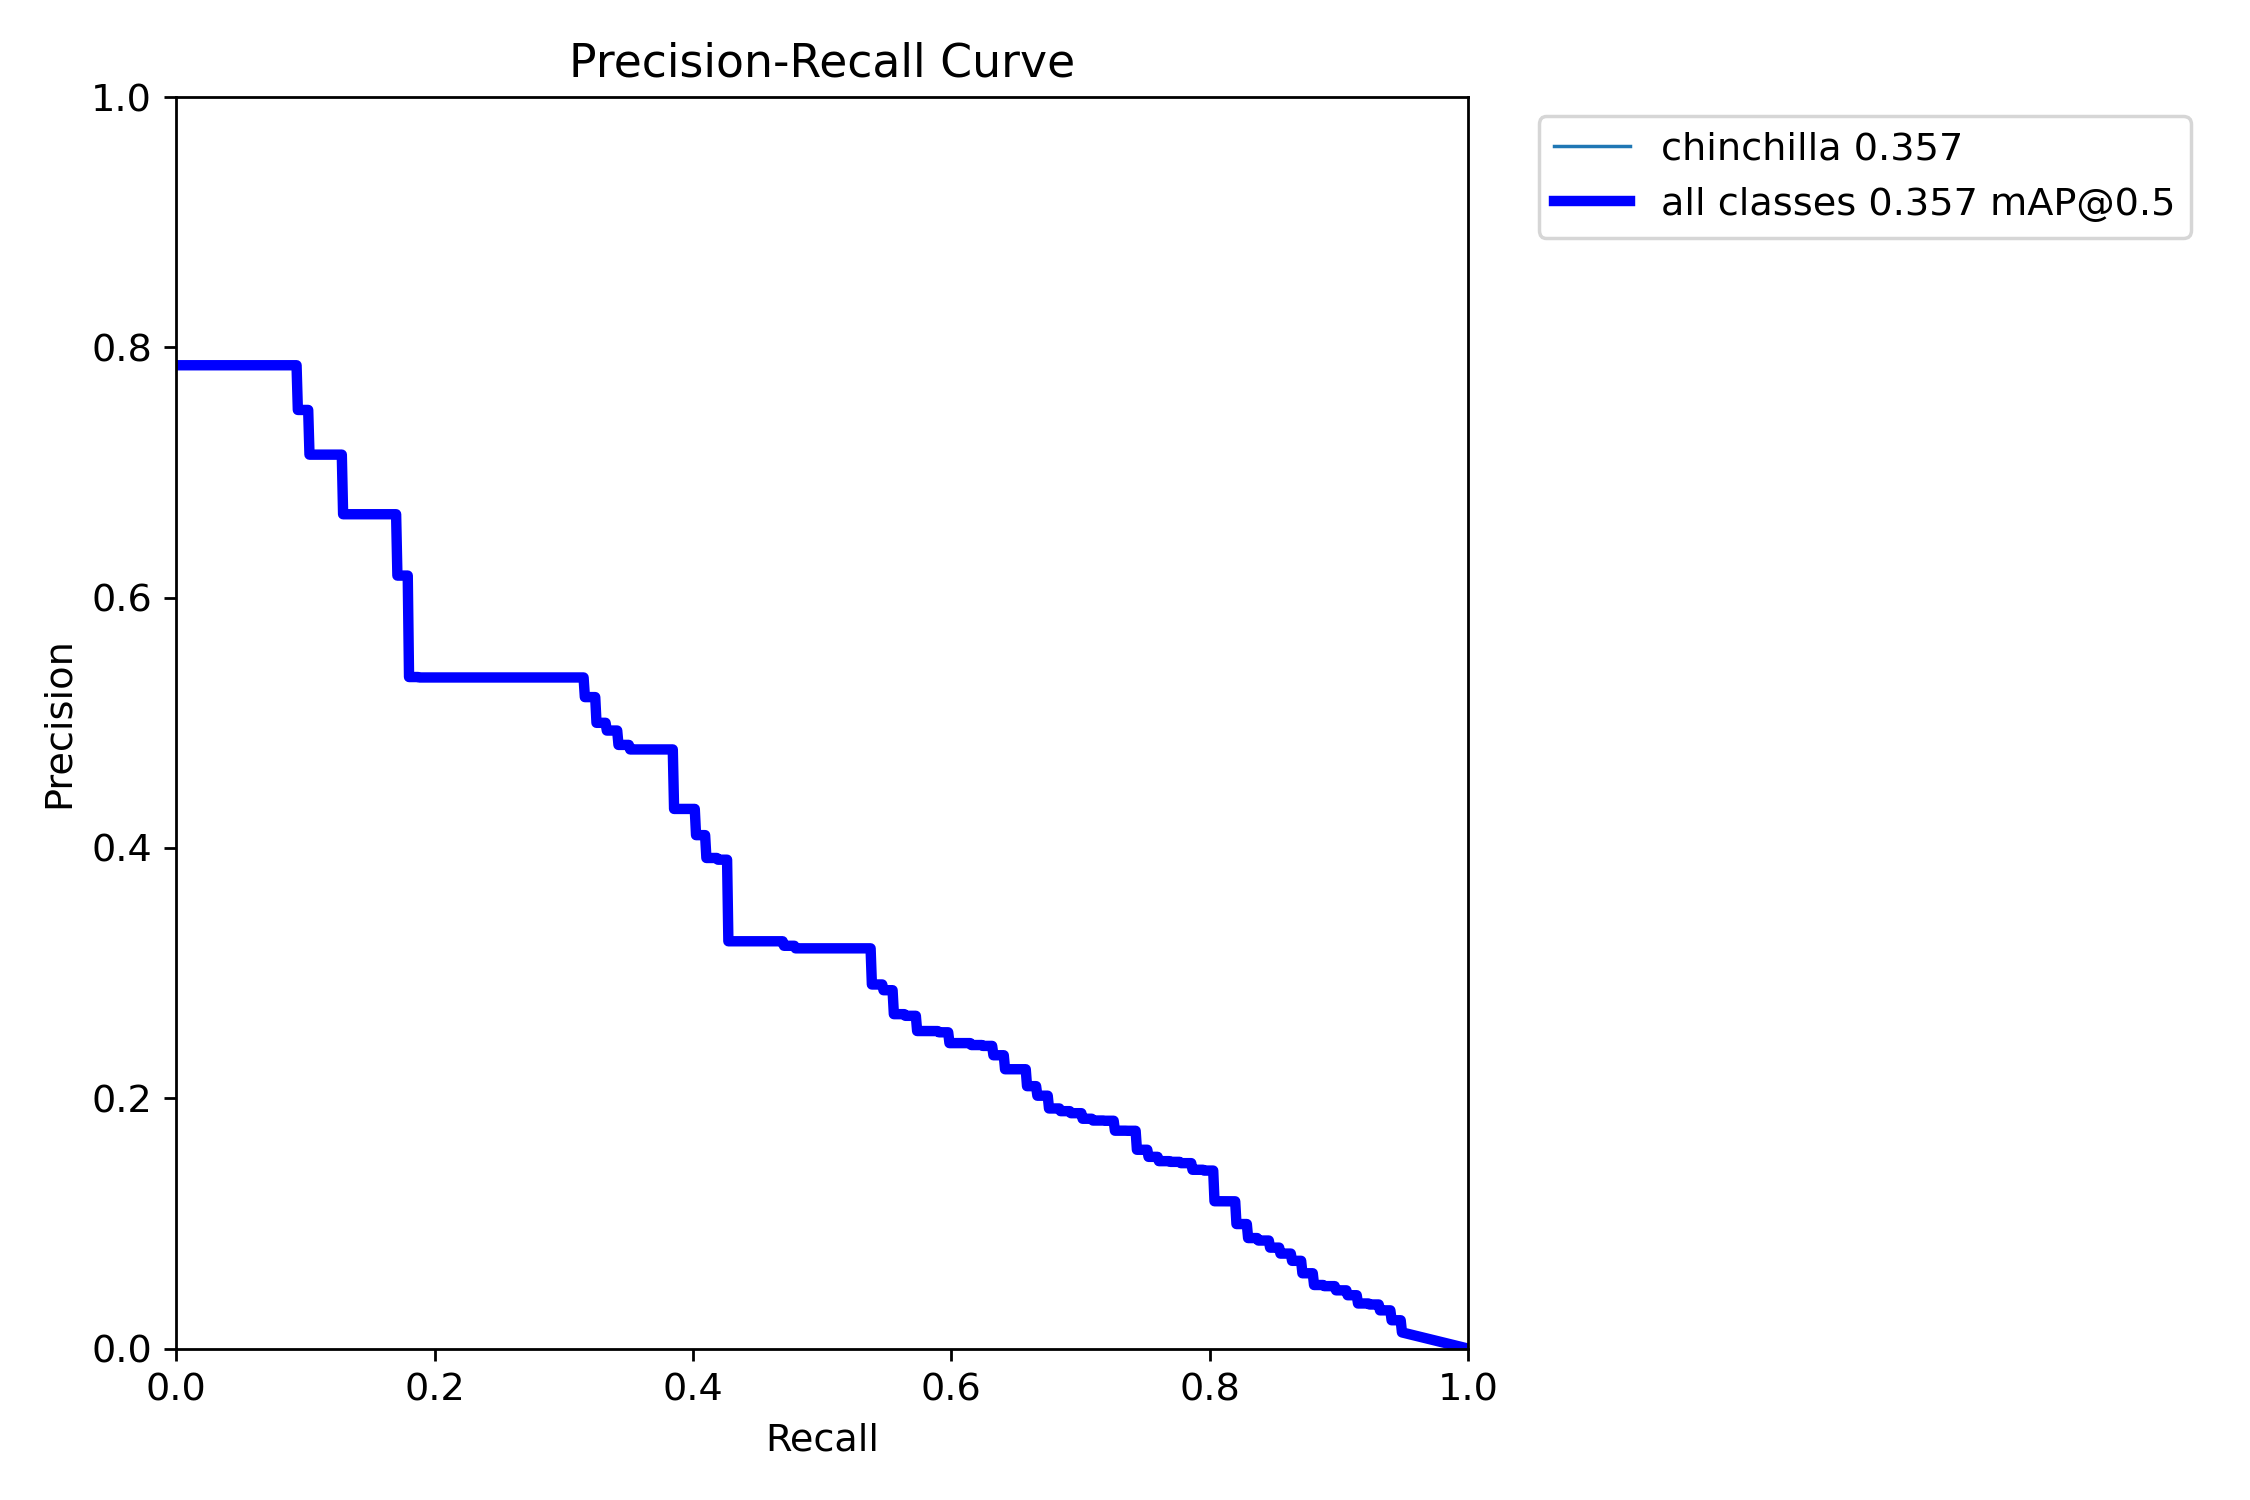 Precision-Recall Curve
1.0
0.8
0.6
0.4
0.2
0.0
Precision
0.0 0.2 0.4 0.6 0.8 1.0
Recall
chinchilla 0.357
all classes 0.357 mAP@0.5